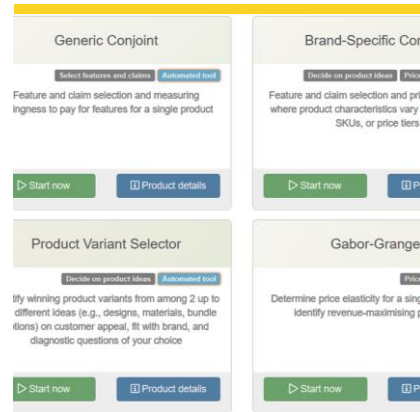 Generic Conjoint
Select features and claims Automated tool
Feature and claim selection and measuring
ingness to pay for features for a single product
Start now Product details
Brand-Specific Con
Decide on product ideas Price
Feature and claim selection and pri
where product characteristics vary
SKUs, or price tiers
Start now P
Product Variant Selector
Decide on product ideas Automated tool
tify winning product variants from among 2 up to
different ideas (e.g., designs, materials, bundle
tions) on customer appeal, fit with brand, and
diagnostic questions of your choice
Start now Product details
Gabor-Grange
Price
Determine price elasticity for a sing
identify revenue-maximising p
Start now P